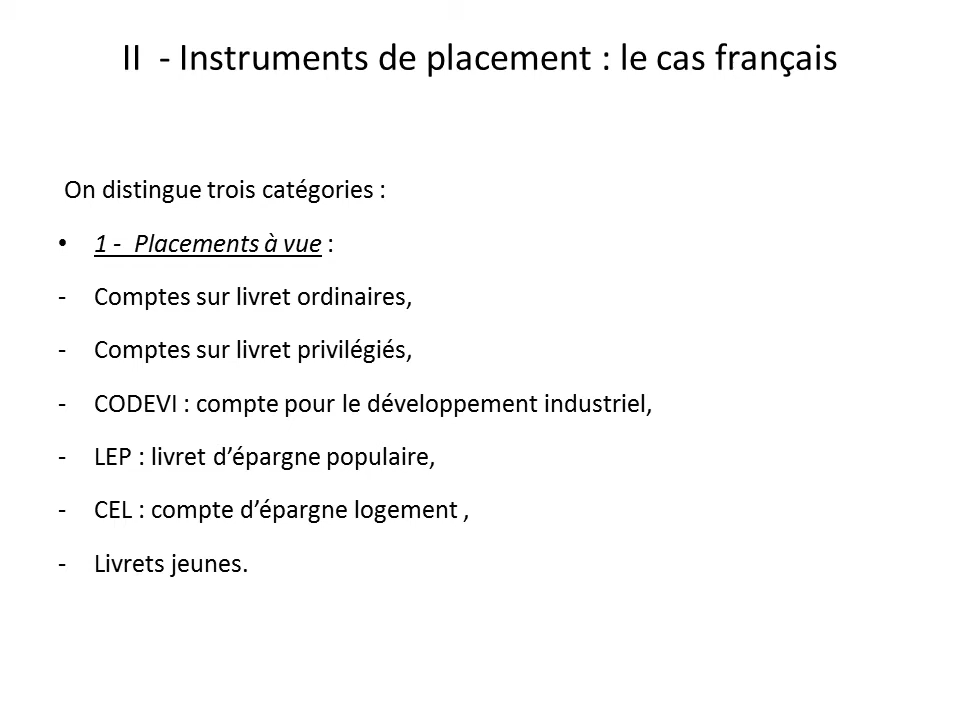 II - Instruments de placement : le cas français
On distingue trois catégories :
• 1 - Placements à vue :
- Comptes sur livret ordinaires,
- Comptes sur livret privilégiés,
- CODEVI : compte pour le développement industriel,
- LEP : livret d’épargne populaire,
- CEL : compte d’épargne logement ,
- Livrets jeunes.